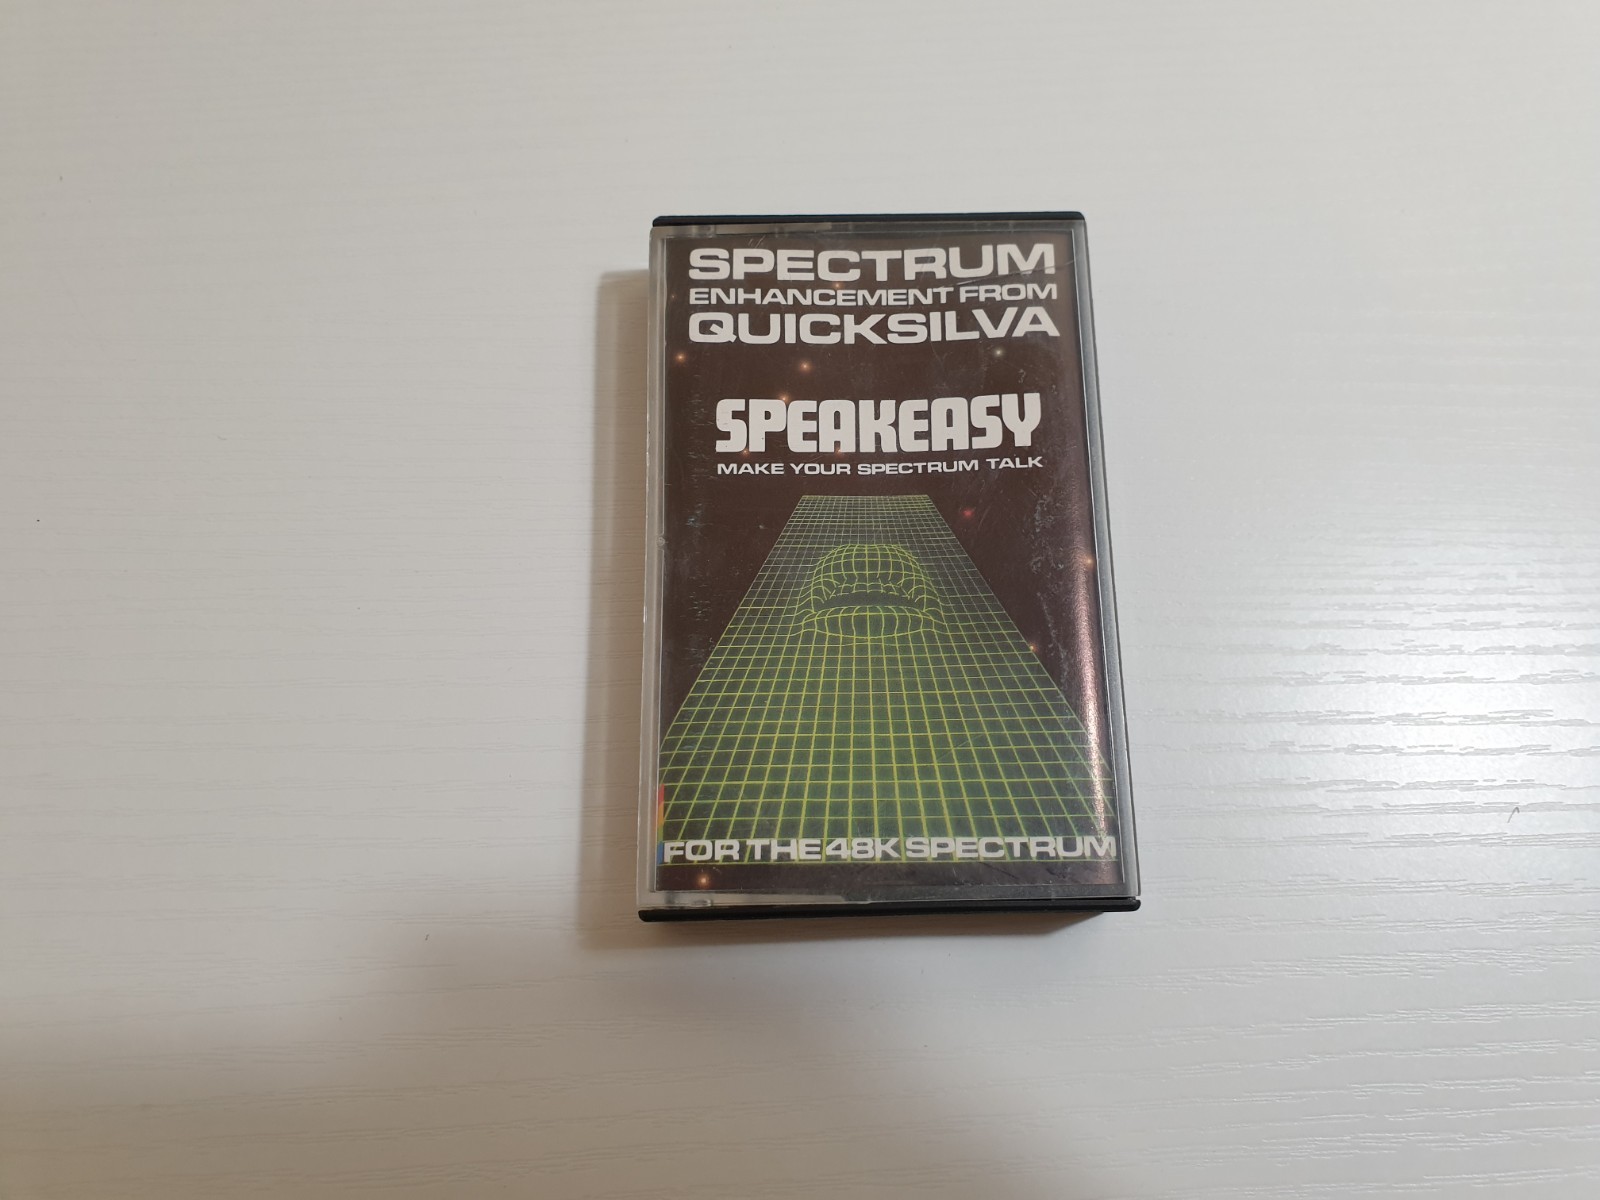 SPECTRUM
ENHANCEMENT FROM
QUICKSILVA
SPEAKEASY
MAKE YOUR SPECTRUM TALK
FOR THE 48K SPECTRUM